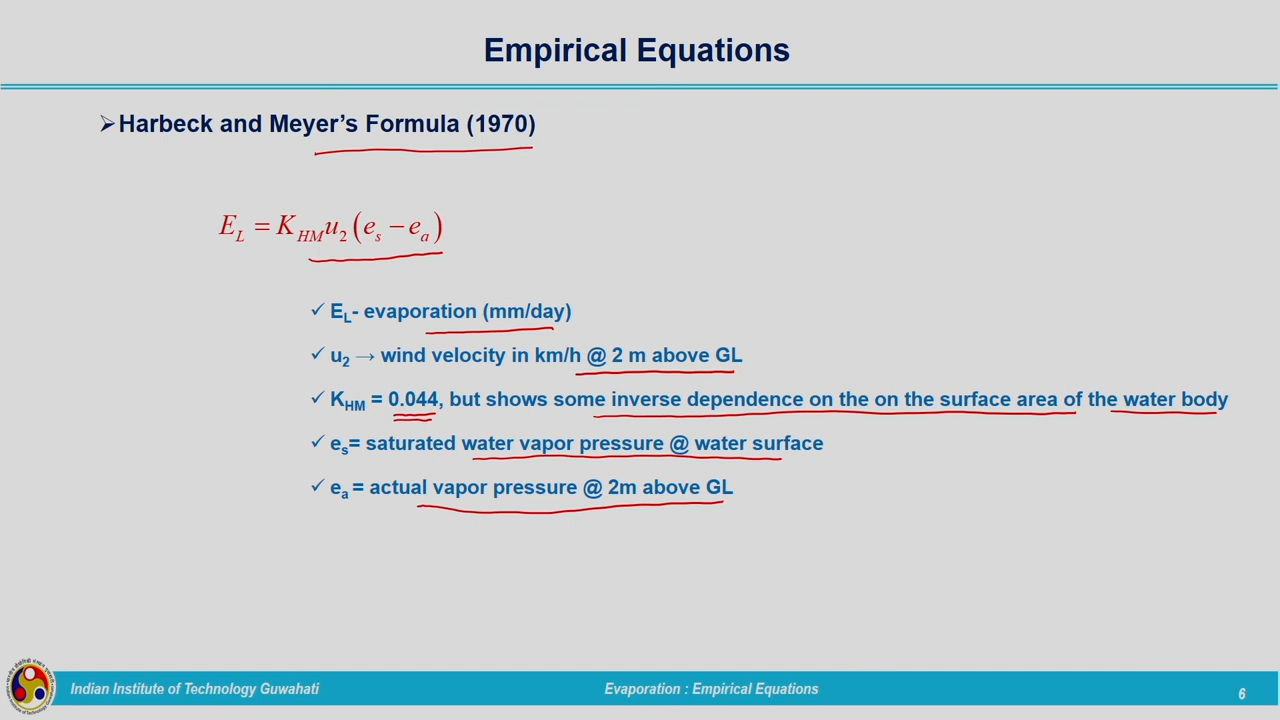 Empirical Equations
➢Harbeck and Meyer’s Formula (1970)
E_L = K_HM u_2 (e_s − e_a)
✓ E_L- evaporation (mm/day)
✓ u_2 → wind velocity in km/h @ 2 m above GL
✓ K_HM = 0.044, but shows some inverse dependence on the on the surface area of the water body
✓ e_s= saturated water vapor pressure @ water surface
✓ e_a = actual vapor pressure @ 2m above GL
Indian Institute of Technology Guwahati
Evaporation : Empirical Equations
6